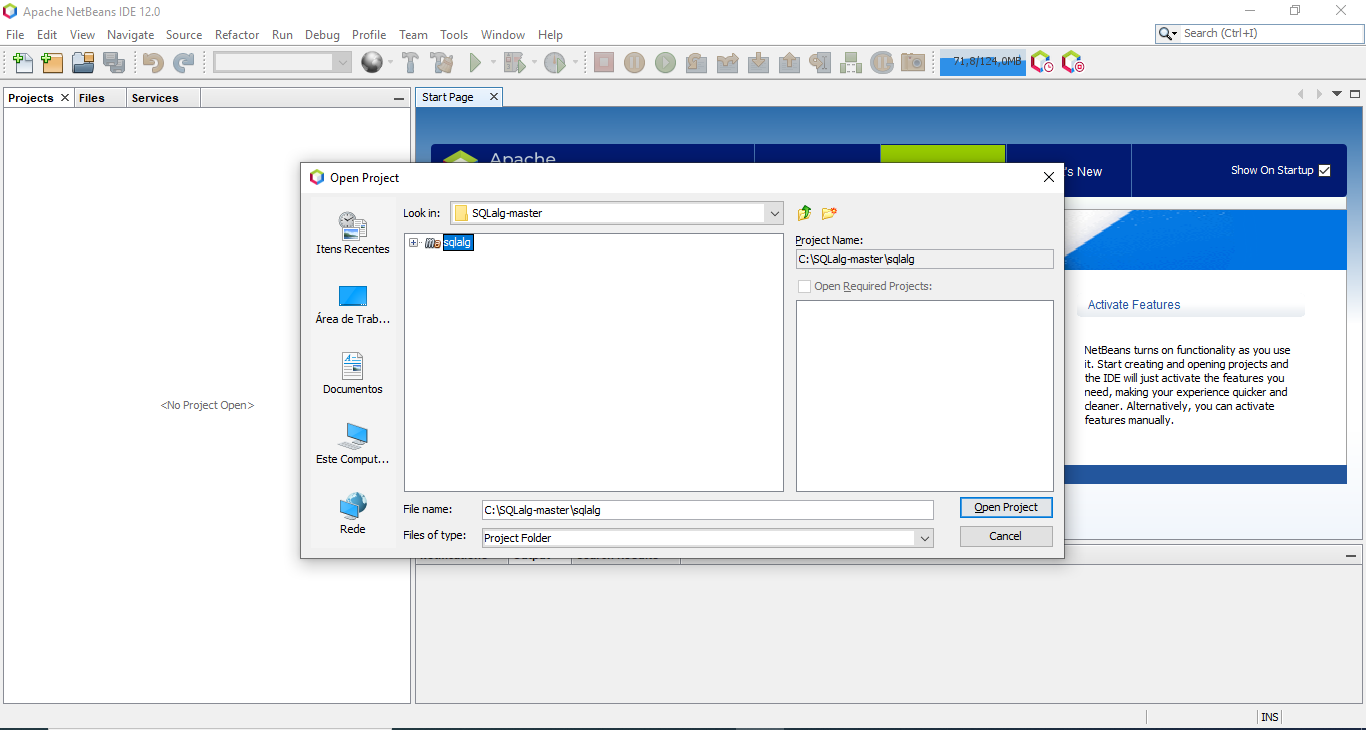 Apache NetBeans IDE 12.0
File Edit View Navigate Source Refactor Run Debug Profile Team Tools Window Help
Search (Ctrl+I)
71,8/124,0MB
Projects Files Services
Start Page
Apache
's New
Show On Startup
Open Project
Look in: SQLalg-master
Itens Recentes
Área de Trab...
Documentos
Este Comput...
Rede
sqlalg
Project Name:
C:\SQLalg-master\sqlalg
Open Required Projects:
File name: C:\SQLalg-master\sqlalg
Files of type: Project Folder
Open Project
Cancel
<No Project Open>
Activate Features
NetBeans turns on functionality as you use
it. Start creating and opening projects and
the IDE will just activate the features you
need, making your experience quicker and
cleaner. Alternatively, you can activate
features manually.
INS